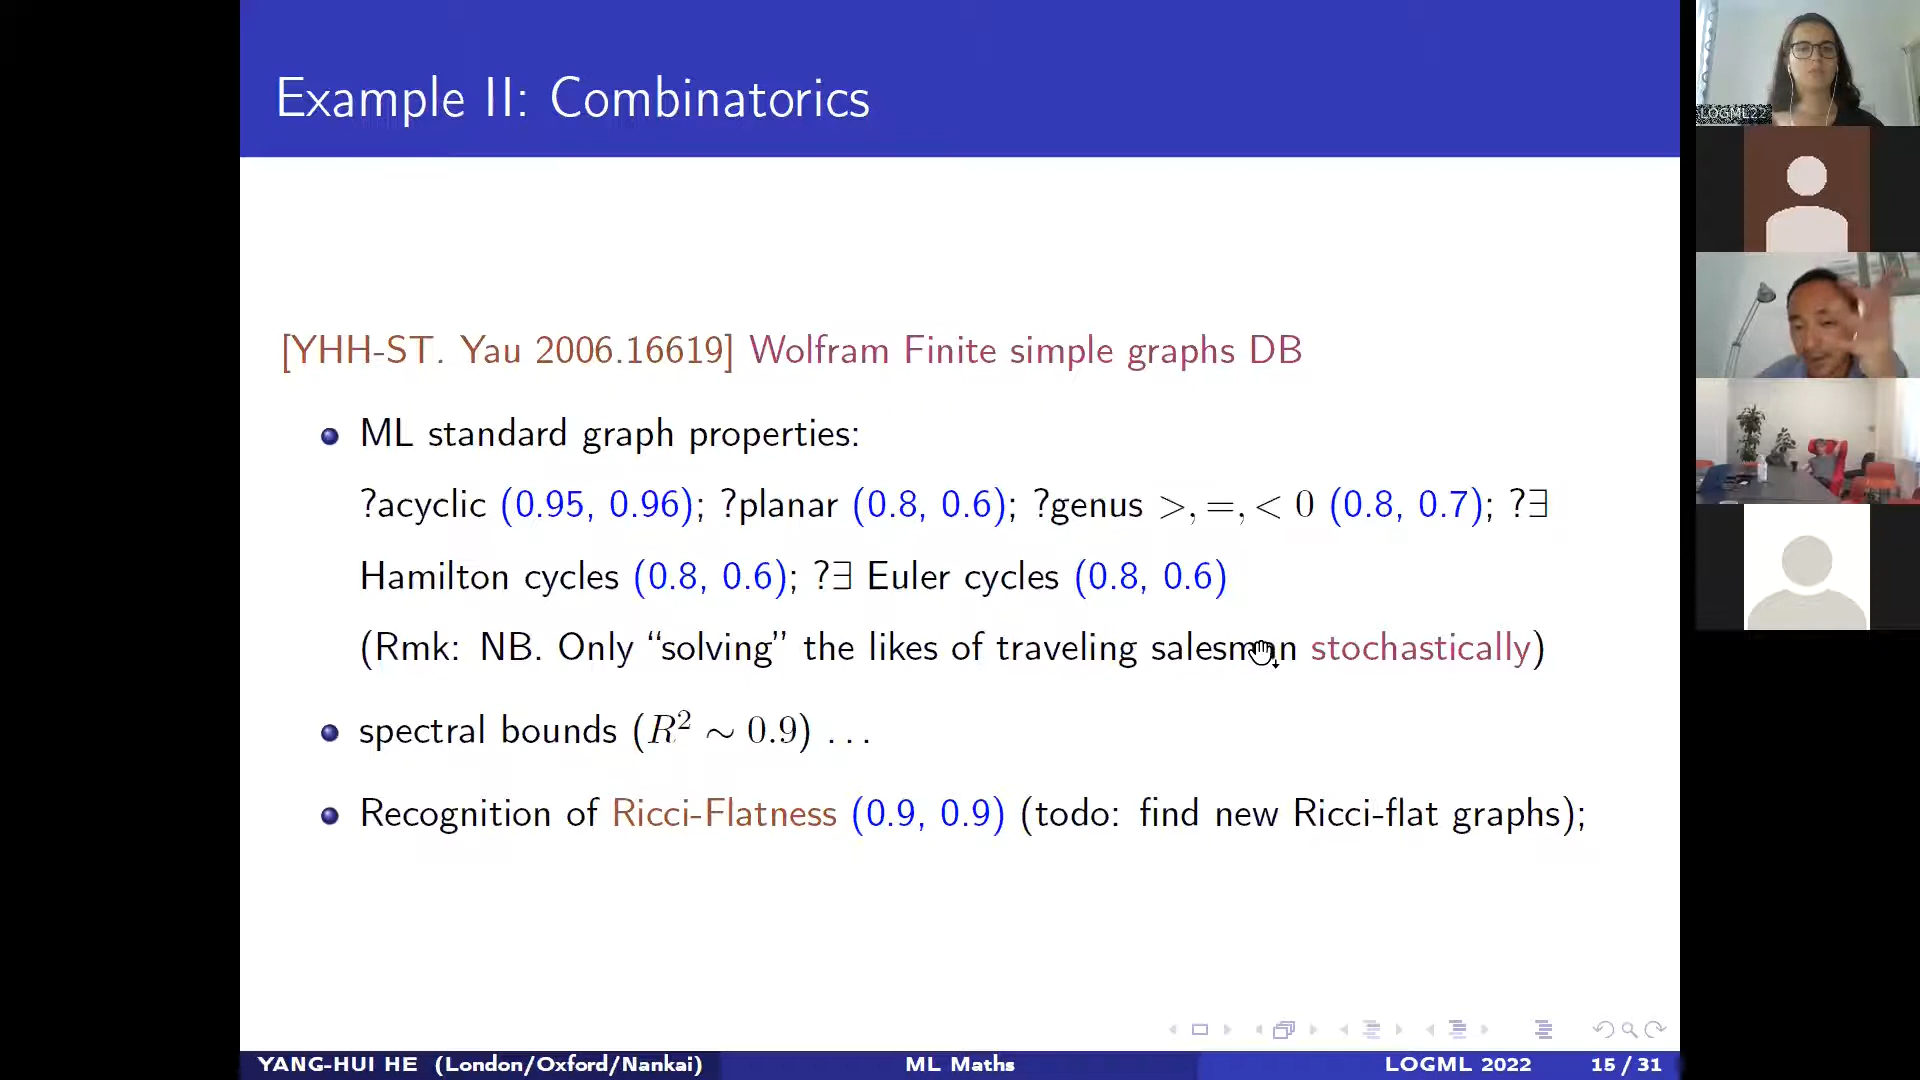 Example II: Combinatorics
LOGML22
[YHH-ST. Yau 2006.16619] Wolfram Finite simple graphs DB
ML standard graph properties:
?acyclic (0.95, 0.96); ?planar (0.8, 0.6); ?genus >, =, < 0 (0.8, 0.7); ?∃
Hamilton cycles (0.8, 0.6); ?∃ Euler cycles (0.8, 0.6)
(Rmk: NB. Only “solving” the likes of traveling salesman stochastically)
spectral bounds (R² ∼ 0.9) . . .
Recognition of Ricci-Flatness (0.9, 0.9) (todo: find new Ricci-flat graphs);
YANG-HUI HE (London/Oxford/Nankai) ML Maths LOGML 2022 15 / 31